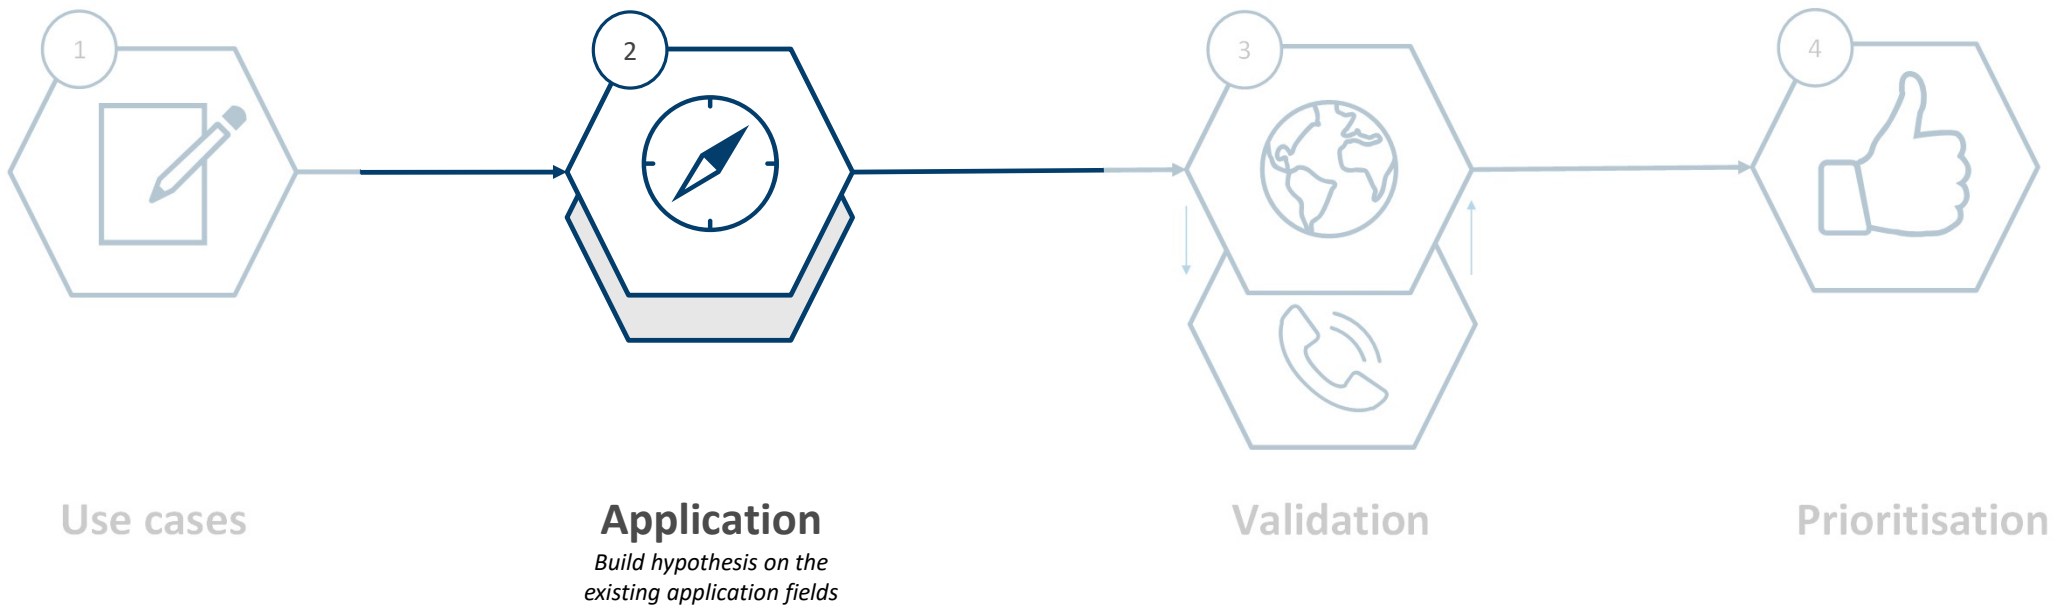 1
2
3
4
Use cases
Application
Build hypothesis on the
existing application fields
Validation
Prioritisation